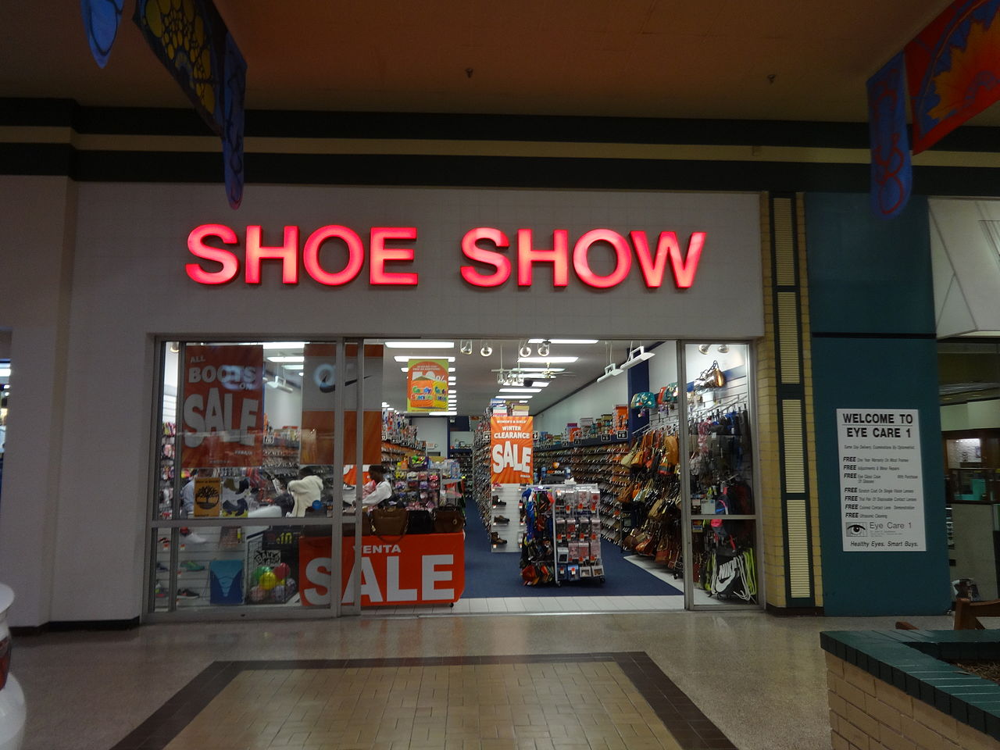 SHOE SHOW
ALL
BOOTS
ON
SALE
REBAJA
WOMEN'S & GIRLS'
WINTER
CLEARANCE
SALE
VENTA
SALE
NIKE
WELCOME TO
EYE CARE 1
Same Day Delivery, Examinations By Optometrist
FREE One Year Warranty On Most Frames
FREE Adjustments & Minor Repairs
FREE Eye Glass Case With Purchase
Of Glasses
FREE Scratch Coat On Single Vision Lenses
FREE Trial Pair Of Disposable Contact Lenses
FREE Colored Contact Lens Demonstration
FREE Ultrasonic Cleaning
Eye Care 1
Healthy Eyes. Smart Buys.